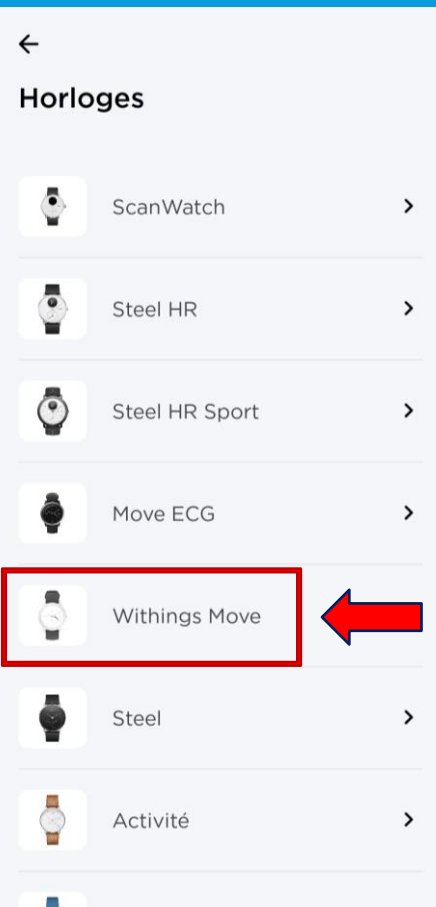 Horloges
ScanWatch
Steel HR
Steel HR Sport
Move ECG
Withings Move
Steel
Activité